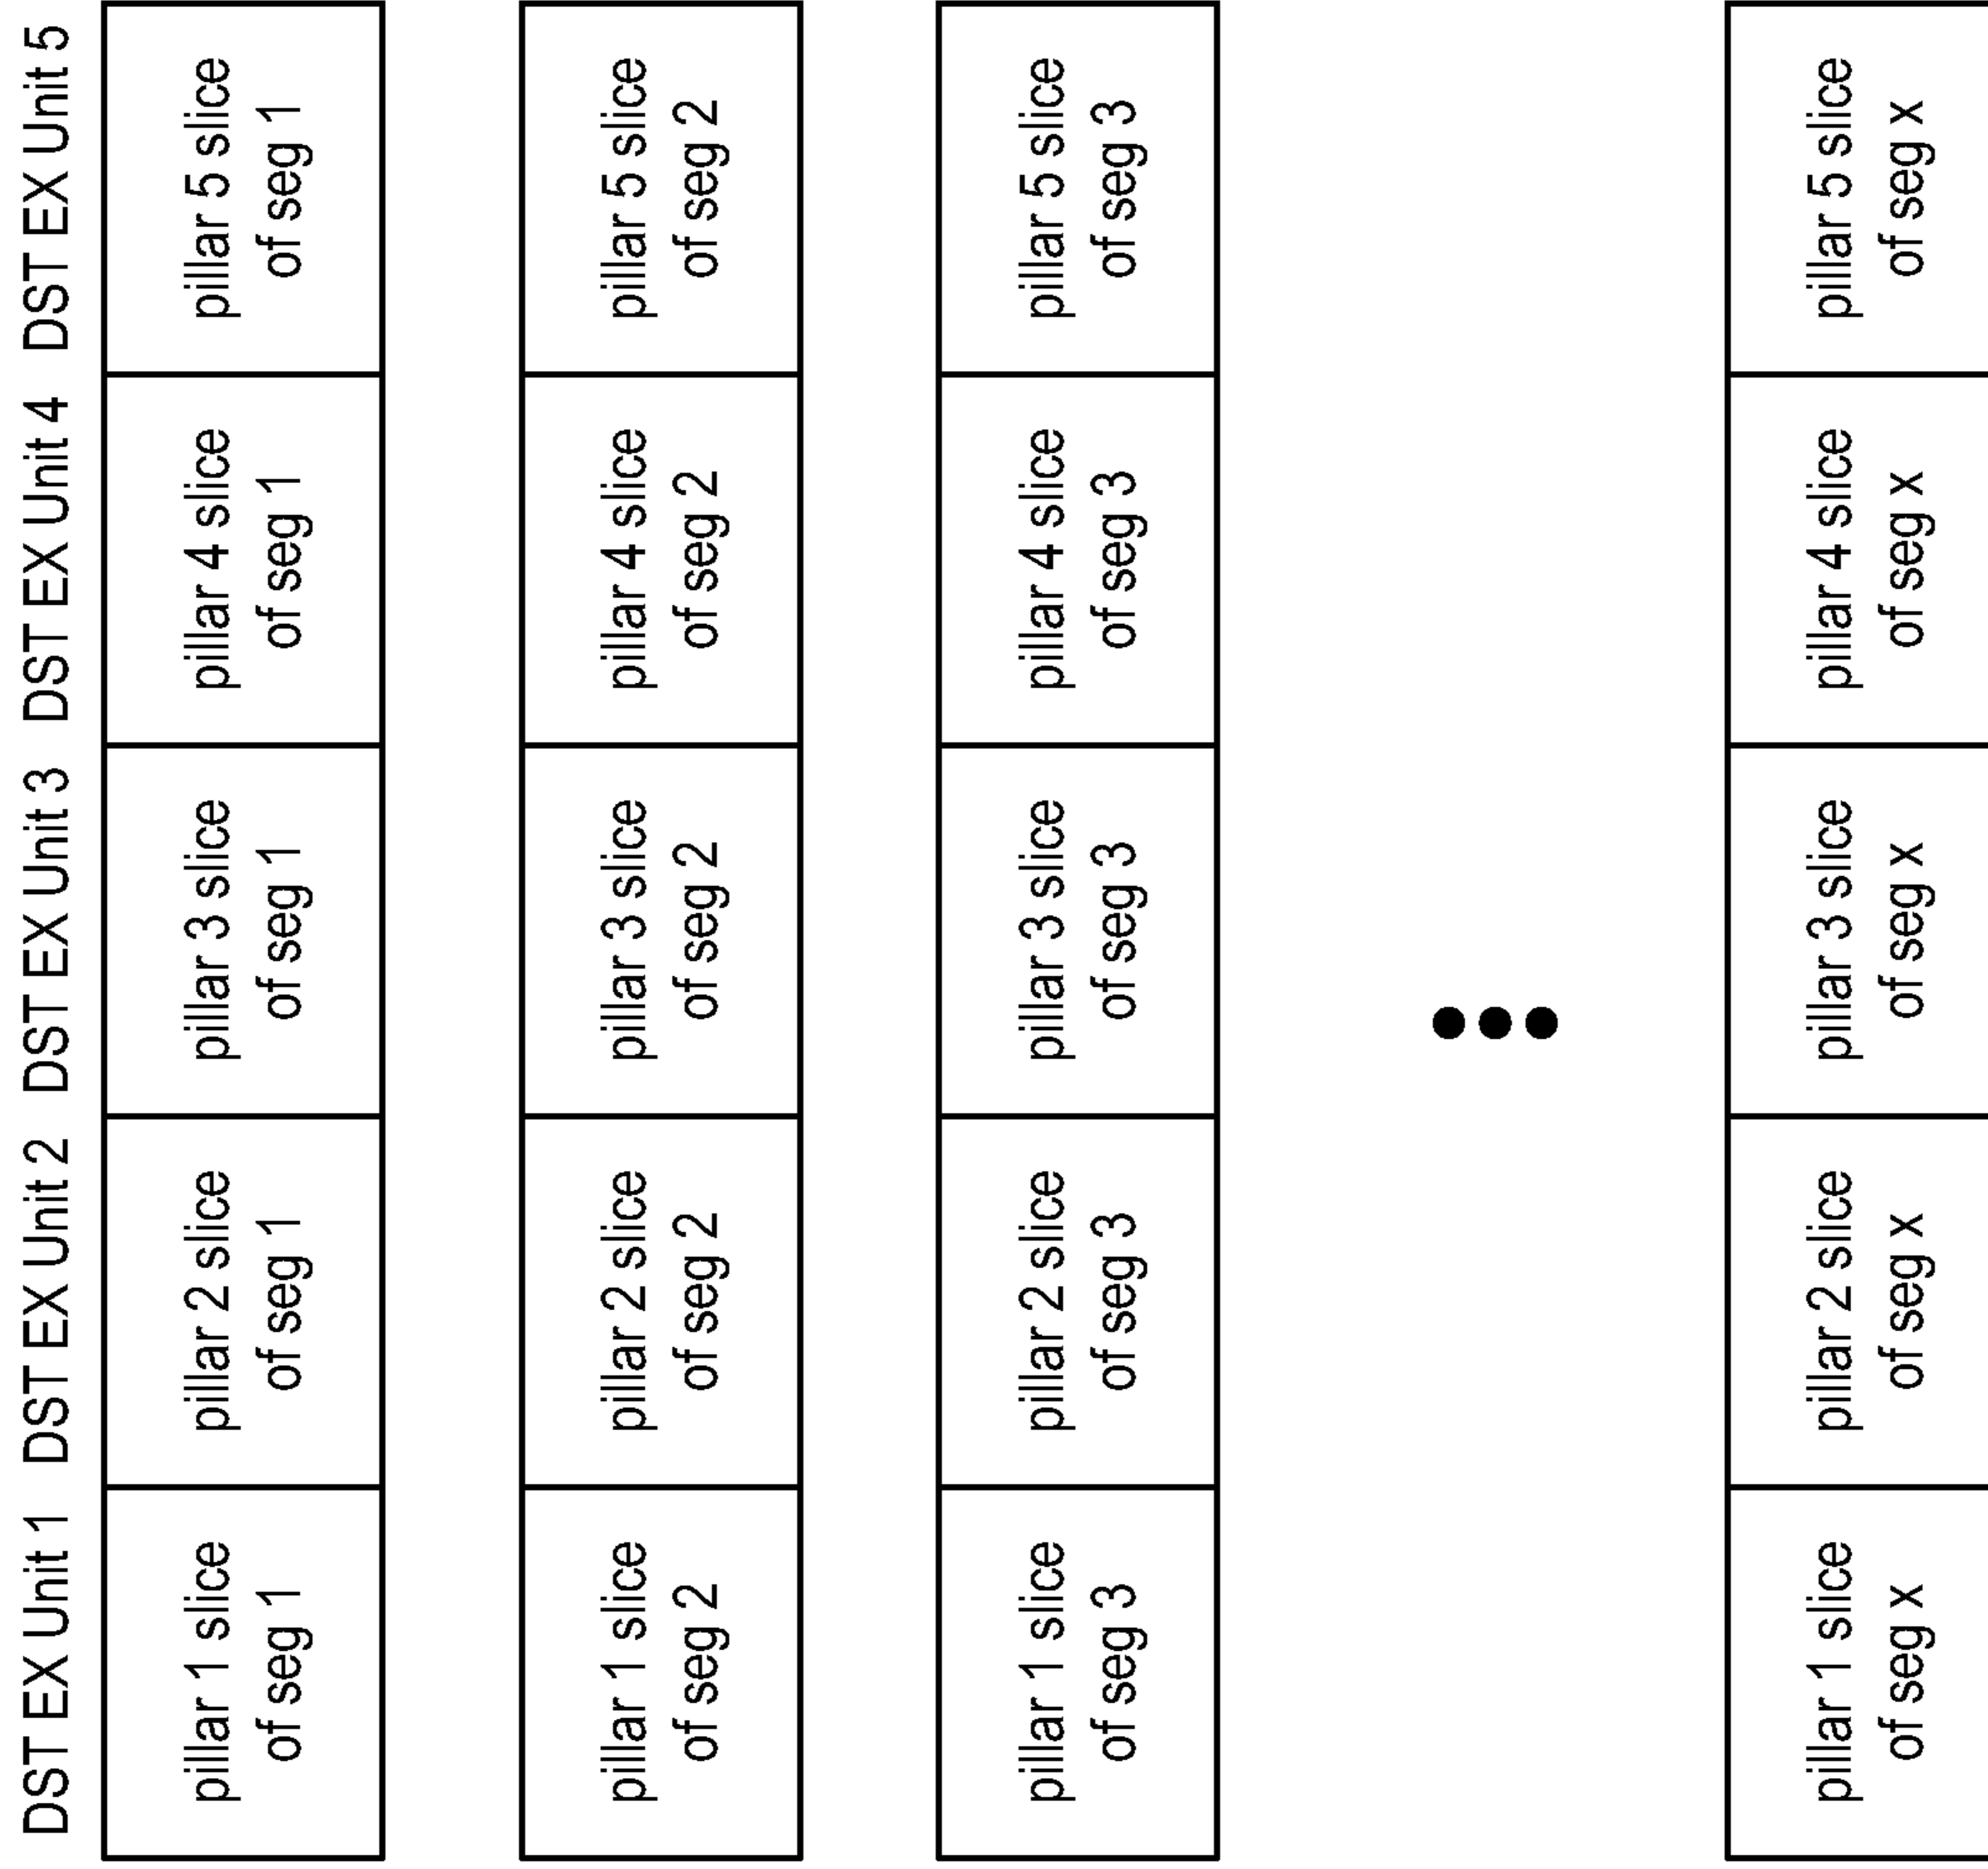 DST EX Unit 1 DST EX Unit 2 DST EX Unit 3 DST EX Unit 4 DST EX Unit 5
pillar 1 slice
of seg 1
pillar 2 slice
of seg 1
pillar 3 slice
of seg 1
pillar 4 slice
of seg 1
pillar 5 slice
of seg 1
pillar 1 slice
of seg 2
pillar 2 slice
of seg 2
pillar 3 slice
of seg 2
pillar 4 slice
of seg 2
pillar 5 slice
of seg 2
pillar 1 slice
of seg 3
pillar 2 slice
of seg 3
pillar 3 slice
of seg 3
pillar 4 slice
of seg 3
pillar 5 slice
of seg 3
pillar 1 slice
of seg x
pillar 2 slice
of seg x
pillar 3 slice
of seg x
pillar 4 slice
of seg x
pillar 5 slice
of seg x